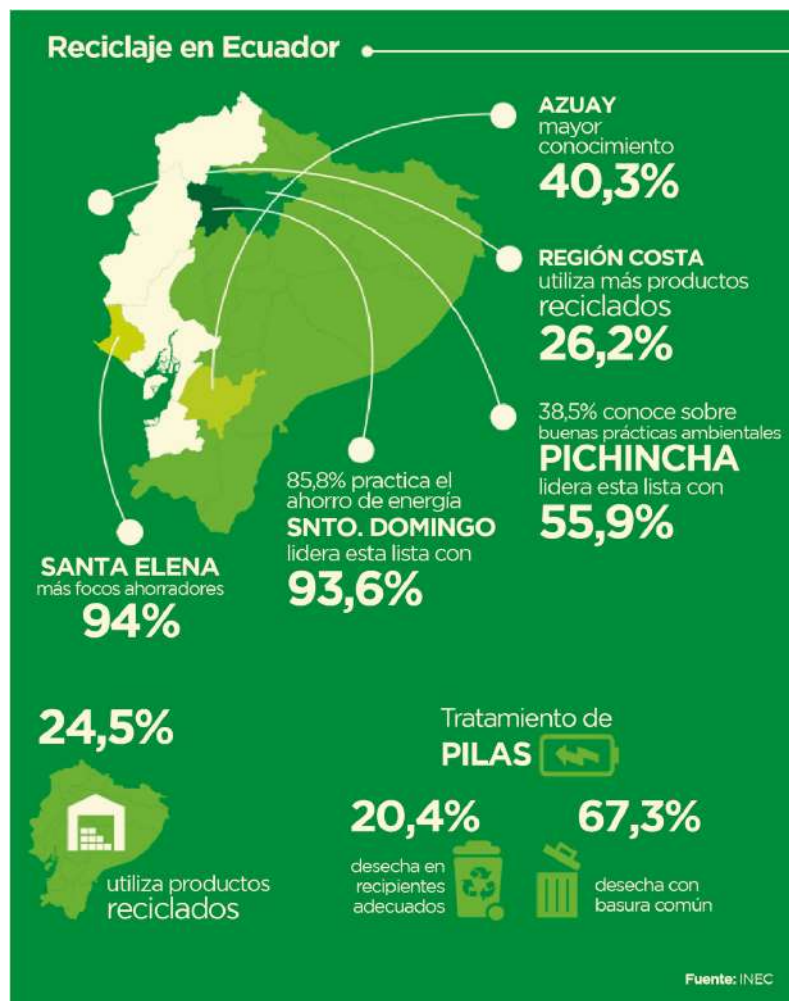 Reciclaje en Ecuador
AZUAY
mayor
conocimiento
40,3%
REGIÓN COSTA
utiliza más productos
reciclados
26,2%
38,5% conoce sobre
buenas prácticas ambientales
PICHINCHA
lidera esta lista con
55,9%
85,8% practica el
ahorro de energía
SNTO. DOMINGO
lidera esta lista con
93,6%
SANTA ELENA
más focos ahorradores
94%
24,5%
utiliza productos
reciclados
Tratamiento de
PILAS
20,4%
desecha en
recipientes
adecuados
67,3%
desecha con
basura común
Fuente: INEC